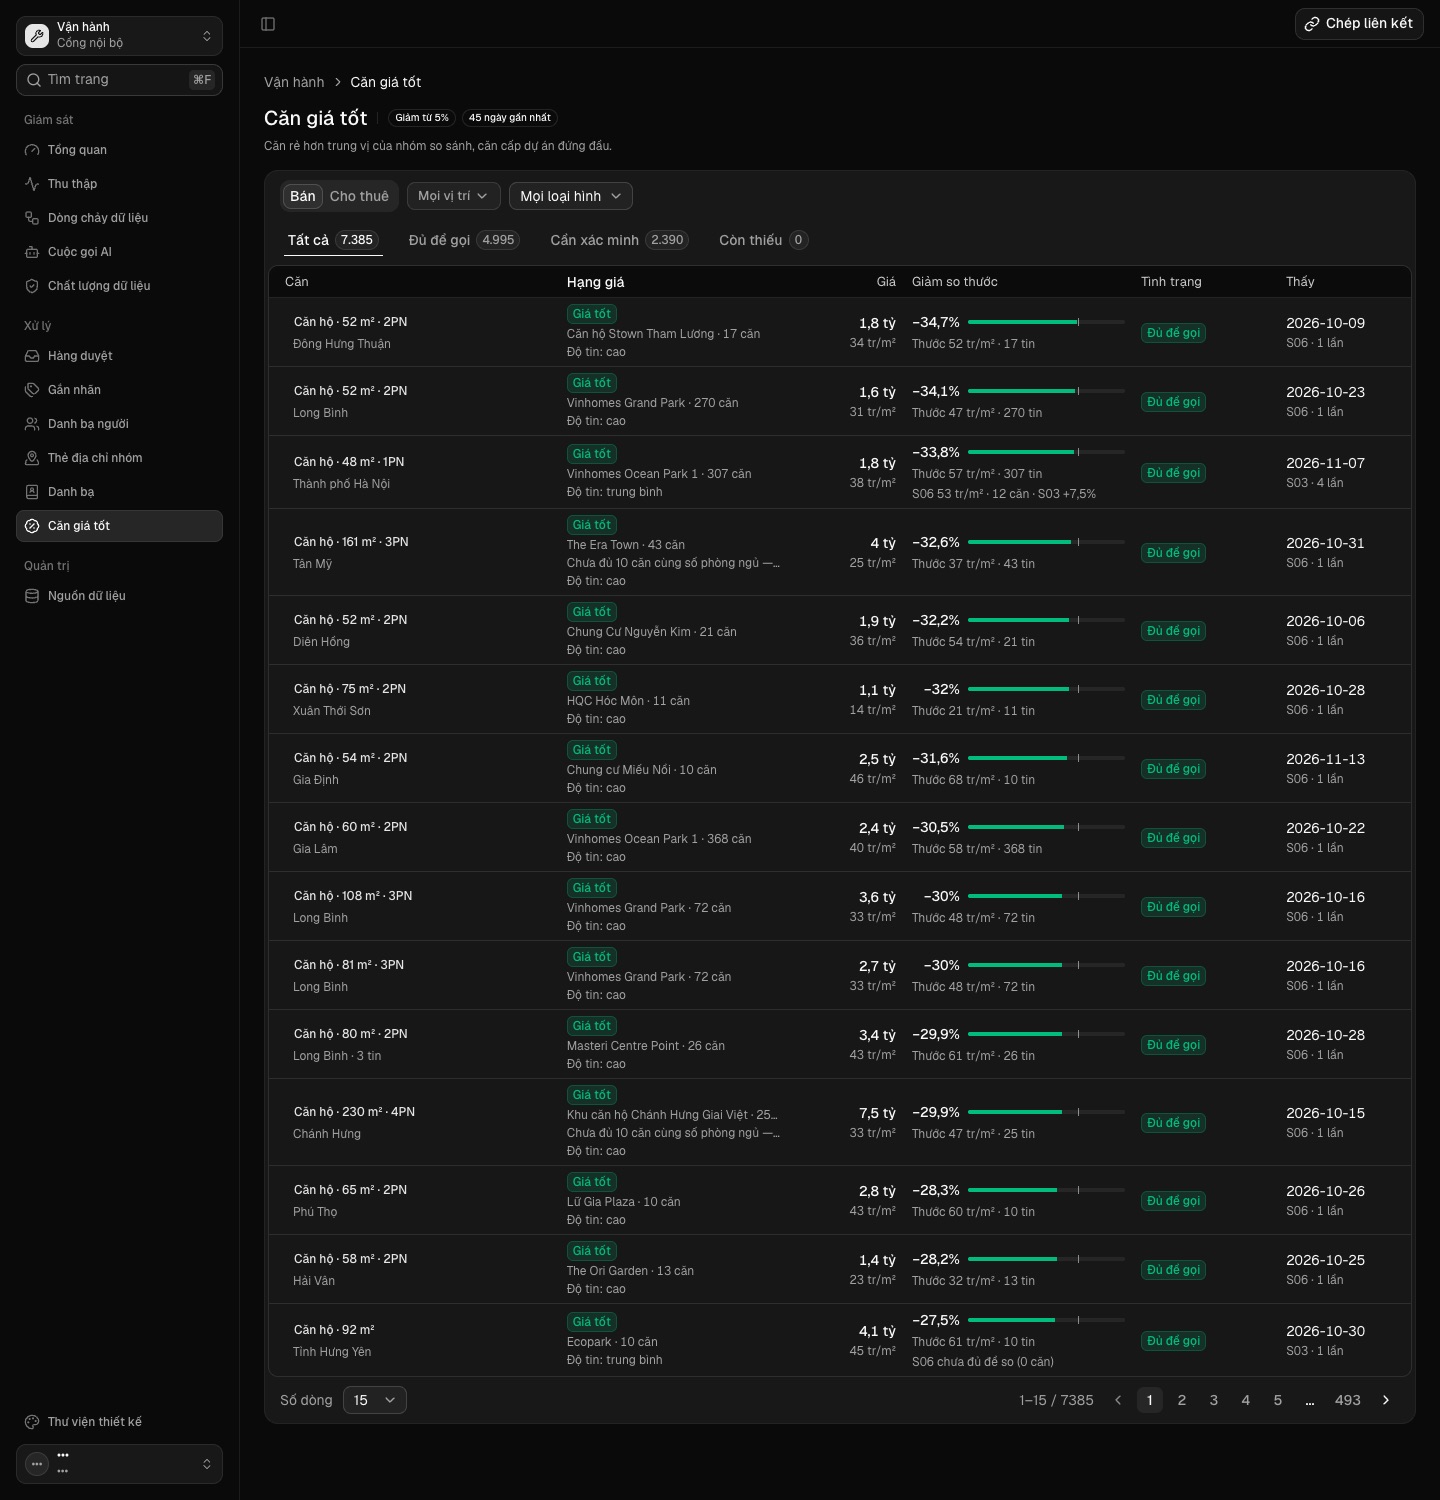 Vận hành
Cổng nội bộ
Tìm trang ⌘F
Giám sát
Tổng quan
Thu thập
Dòng chảy dữ liệu
Cuộc gọi AI
Chất lượng dữ liệu
Xử lý
Hàng duyệt
Gắn nhãn
Danh bạ người
Thẻ địa chỉ nhóm
Danh bạ
Căn giá tốt
Quản trị
Nguồn dữ liệu
Thư viện thiết kế
Chép liên kết
Vận hành > Căn giá tốt
Căn giá tốt Giảm từ 5% 45 ngày gần nhất
Căn rẻ hơn trung vị của nhóm so sánh, căn cấp dự án đứng đầu.
Bán Cho thuê Mọi vị trí Mọi loại hình
Tất cả 7.385 Đủ để gọi 4.995 Cần xác minh 2.390 Còn thiếu 0
Căn Hạng giá Giá Giảm so thước Tình trạng Thấy
Căn hộ · 52 m² · 2PN
Đông Hưng Thuận
Giá tốt
Căn hộ Stown Tham Lương · 17 căn
Độ tin: cao
1,8 tỷ
34 tr/m²
−34,7%
Thước 52 tr/m² · 17 tin
Đủ để gọi
2026-10-09
S06 · 1 lần
Căn hộ · 52 m² · 2PN
Long Bình
Giá tốt
Vinhomes Grand Park · 270 căn
Độ tin: cao
1,6 tỷ
31 tr/m²
−34,1%
Thước 47 tr/m² · 270 tin
Đủ để gọi
2026-10-23
S06 · 1 lần
Căn hộ · 48 m² · 1PN
Thành phố Hà Nội
Giá tốt
Vinhomes Ocean Park 1 · 307 căn
Độ tin: trung bình
1,8 tỷ
38 tr/m²
−33,8%
Thước 57 tr/m² · 307 tin
S06 53 tr/m² · 12 căn · S03 +7,5%
Đủ để gọi
2026-11-07
S03 · 4 lần
Căn hộ · 161 m² · 3PN
Tân Mỹ
Giá tốt
The Era Town · 43 căn
Chưa đủ 10 căn cùng số phòng ngủ —…
Độ tin: cao
4 tỷ
25 tr/m²
−32,6%
Thước 37 tr/m² · 43 tin
Đủ để gọi
2026-10-31
S06 · 1 lần
Căn hộ · 52 m² · 2PN
Diên Hồng
Giá tốt
Chung Cư Nguyễn Kim · 21 căn
Độ tin: cao
1,9 tỷ
36 tr/m²
−32,2%
Thước 54 tr/m² · 21 tin
Đủ để gọi
2026-10-06
S06 · 1 lần
Căn hộ · 75 m² · 2PN
Xuân Thới Sơn
Giá tốt
HQC Hóc Môn · 11 căn
Độ tin: cao
1,1 tỷ
14 tr/m²
−32%
Thước 21 tr/m² · 11 tin
Đủ để gọi
2026-10-28
S06 · 1 lần
Căn hộ · 54 m² · 2PN
Gia Định
Giá tốt
Chung cư Miếu Nổi · 10 căn
Độ tin: cao
2,5 tỷ
46 tr/m²
−31,6%
Thước 68 tr/m² · 10 tin
Đủ để gọi
2026-11-13
S06 · 1 lần
Căn hộ · 60 m² · 2PN
Gia Lâm
Giá tốt
Vinhomes Ocean Park 1 · 368 căn
Độ tin: cao
2,4 tỷ
40 tr/m²
−30,5%
Thước 58 tr/m² · 368 tin
Đủ để gọi
2026-10-22
S06 · 1 lần
Căn hộ · 108 m² · 3PN
Long Bình
Giá tốt
Vinhomes Grand Park · 72 căn
Độ tin: cao
3,6 tỷ
33 tr/m²
−30%
Thước 48 tr/m² · 72 tin
Đủ để gọi
2026-10-16
S06 · 1 lần
Căn hộ · 81 m² · 3PN
Long Bình
Giá tốt
Vinhomes Grand Park · 72 căn
Độ tin: cao
2,7 tỷ
33 tr/m²
−30%
Thước 48 tr/m² · 72 tin
Đủ để gọi
2026-10-16
S06 · 1 lần
Căn hộ · 80 m² · 2PN
Long Bình · 3 tin
Giá tốt
Masteri Centre Point · 26 căn
Độ tin: cao
3,4 tỷ
43 tr/m²
−29,9%
Thước 61 tr/m² · 26 tin
Đủ để gọi
2026-10-28
S06 · 1 lần
Căn hộ · 230 m² · 4PN
Chánh Hưng
Giá tốt
Khu căn hộ Chánh Hưng Giai Việt · 25…
Chưa đủ 10 căn cùng số phòng ngủ —…
Độ tin: cao
7,5 tỷ
33 tr/m²
−29,9%
Thước 47 tr/m² · 25 tin
Đủ để gọi
2026-10-15
S06 · 1 lần
Căn hộ · 65 m² · 2PN
Phú Thọ
Giá tốt
Lữ Gia Plaza · 10 căn
Độ tin: cao
2,8 tỷ
43 tr/m²
−28,3%
Thước 60 tr/m² · 10 tin
Đủ để gọi
2026-10-26
S06 · 1 lần
Căn hộ · 58 m² · 2PN
Hải Vân
Giá tốt
The Ori Garden · 13 căn
Độ tin: cao
1,4 tỷ
23 tr/m²
−28,2%
Thước 32 tr/m² · 13 tin
Đủ để gọi
2026-10-25
S06 · 1 lần
Căn hộ · 92 m²
Tỉnh Hưng Yên
Giá tốt
Ecopark · 10 căn
Độ tin: trung bình
4,1 tỷ
45 tr/m²
−27,5%
Thước 61 tr/m² · 10 tin
S06 chưa đủ để so (0 căn)
Đủ để gọi
2026-10-30
S03 · 1 lần
Số dòng 15
1–15 / 7385 1 2 3 4 5 … 493